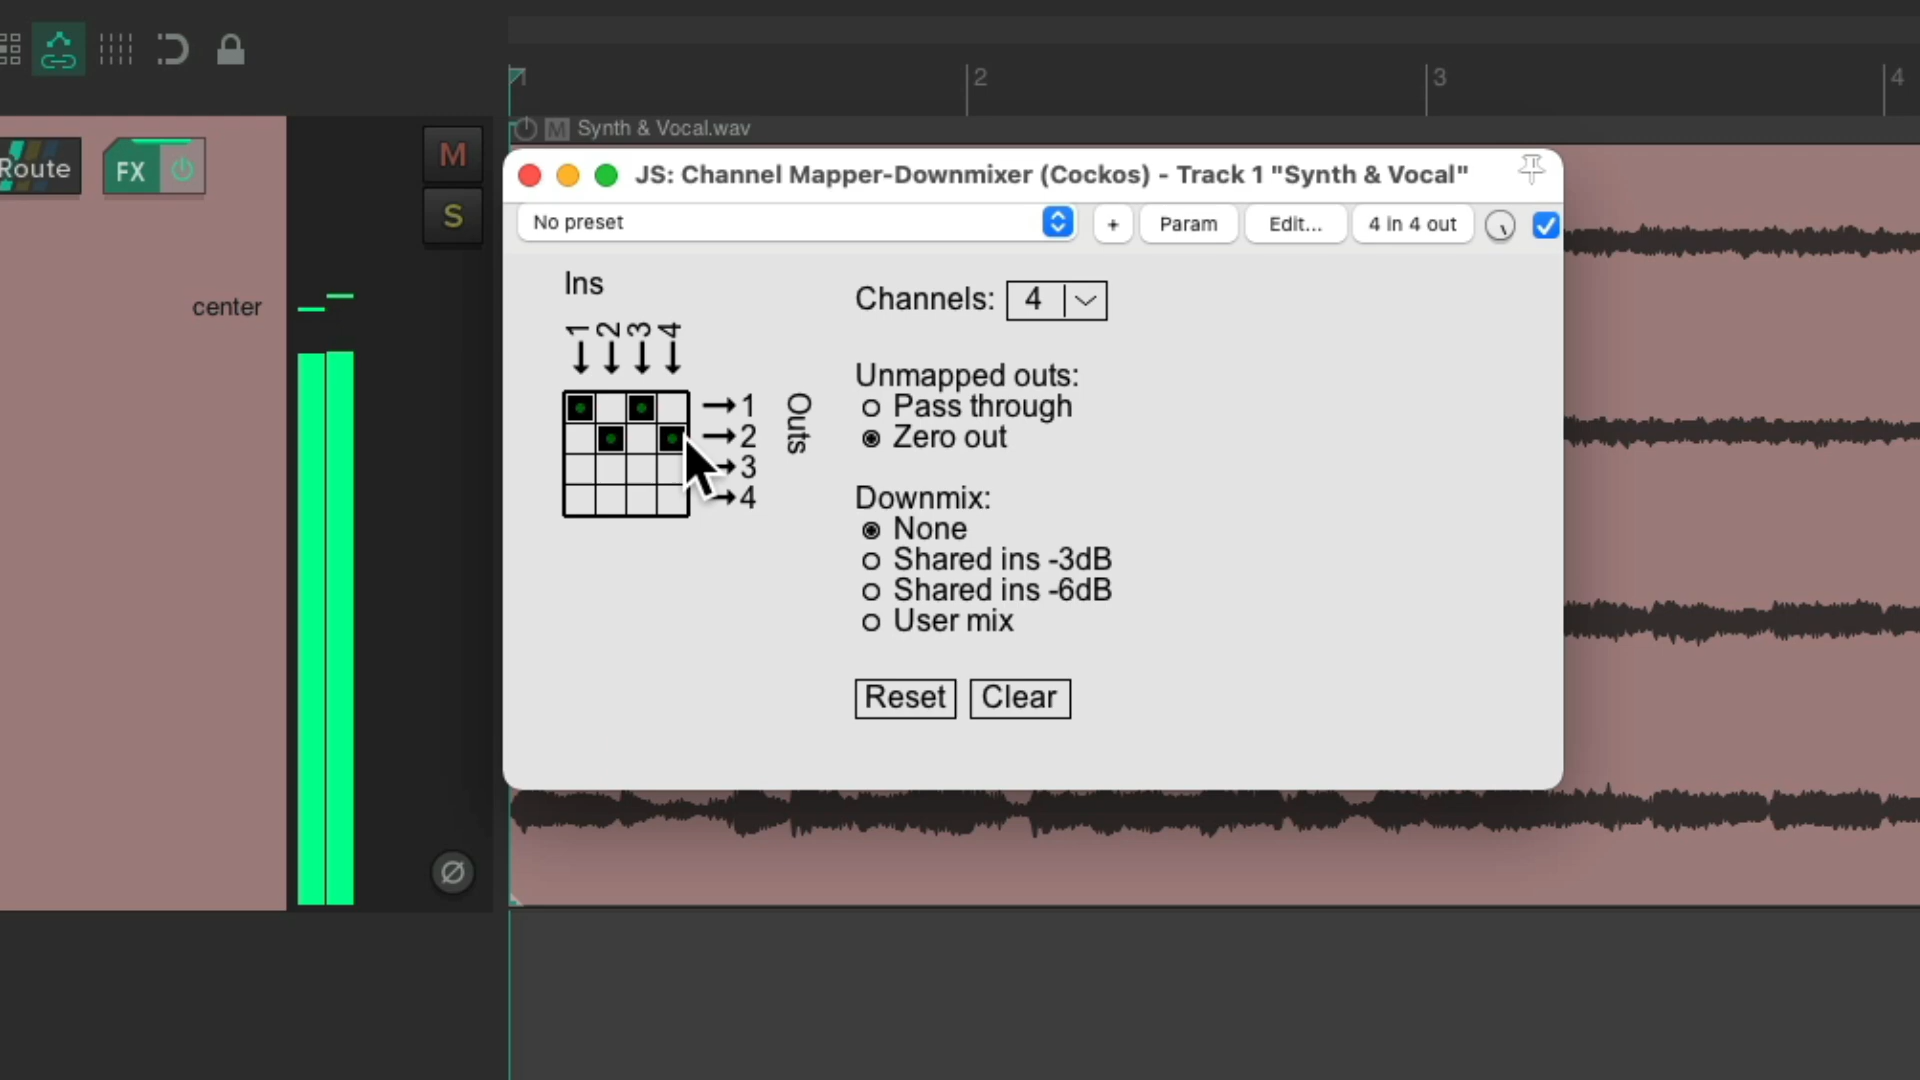 1
2
3
4
Route
FX
M
S
center
M Synth & Vocal.wav
JS: Channel Mapper-Downmixer (Cockos) - Track 1 "Synth & Vocal"
No preset
+
Param
Edit...
4 in 4 out
Ins
1
2
3
4
1
2
3
4
Outs
Channels: 4
Unmapped outs:
Pass through
Zero out
Downmix:
None
Shared ins -3dB
Shared ins -6dB
User mix
Reset
Clear